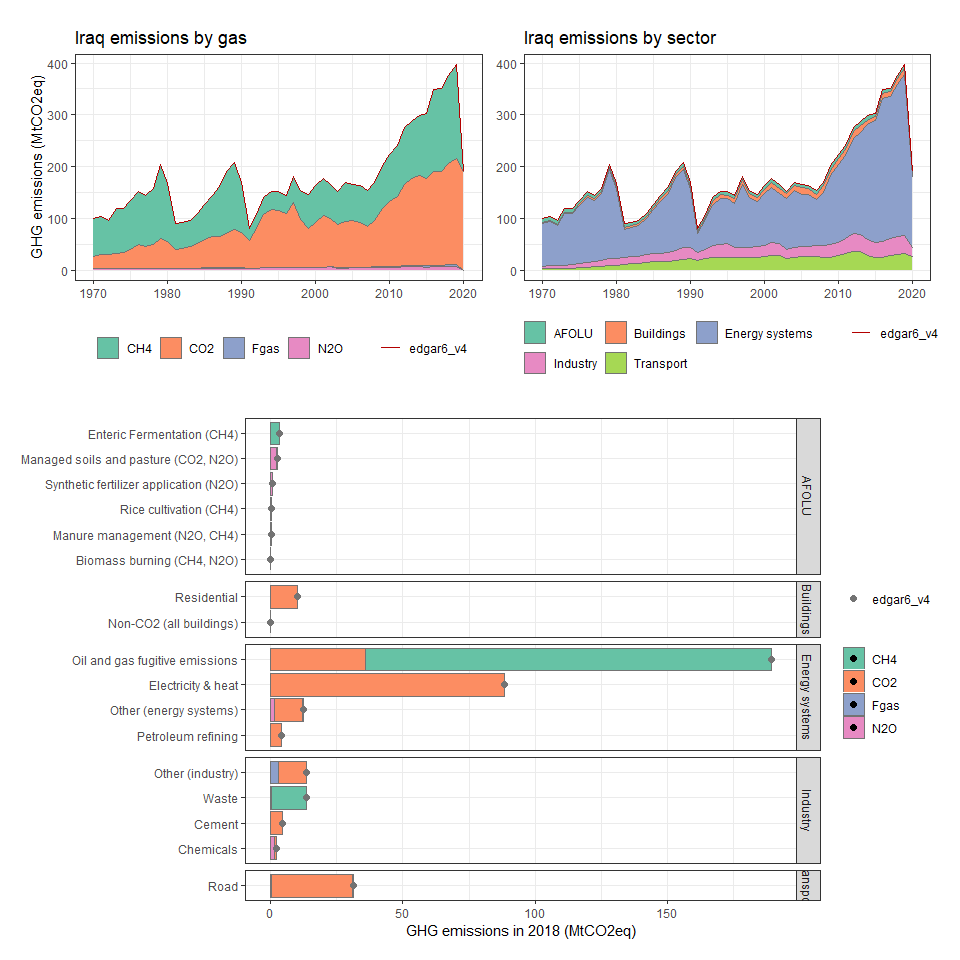 Iraq emissions by gas
GHG emissions (MtCO2eq)
400
300
200
100
0
1970
1980
1990
2000
2010
2020
CH4
CO2
Fgas
N2O
edgar6_v4
Iraq emissions by sector
400
300
200
100
0
1970
1980
1990
2000
2010
2020
AFOLU
Buildings
Energy systems
edgar6_v4
Industry
Transport
Enteric Fermentation (CH4)
Managed soils and pasture (CO2, N2O)
Synthetic fertilizer application (N2O)
Rice cultivation (CH4)
Manure management (N2O, CH4)
Biomass burning (CH4, N2O)
AFOLU
Residential
Non-CO2 (all buildings)
Buildings
Oil and gas fugitive emissions
Electricity & heat
Other (energy systems)
Petroleum refining
Energy systems
Other (industry)
Waste
Cement
Chemicals
Industry
Road
anspo
0
50
100
150
GHG emissions in 2018 (MtCO2eq)
edgar6_v4
CH4
CO2
Fgas
N2O